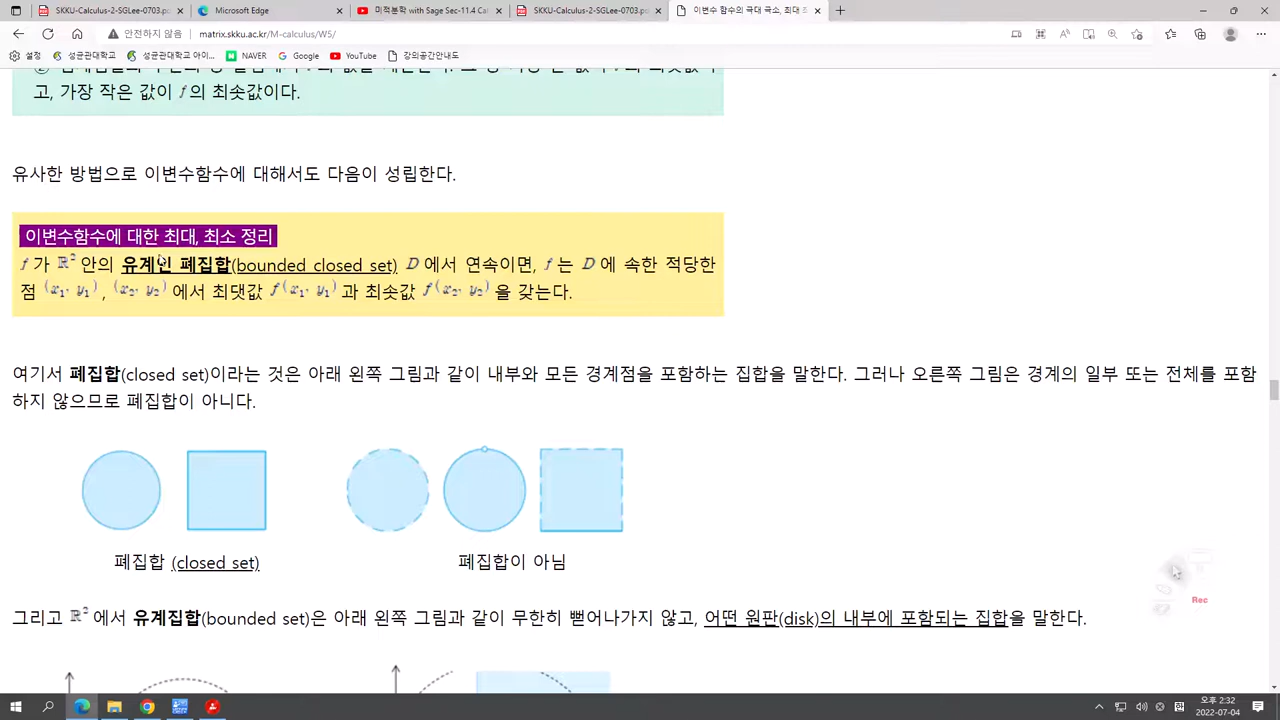 SKKU-Calculus-2-SGLee-0703.po
Microsoft Edge
미적분학 with Sage Sec-11.4 Cal
SKKU-Calculus-2-SGLee-0703.po
이변수 함수의 극대 극소, 최대 최
안전하지 않음
matrix.skku.ac.kr/M-calculus/W5/
설정
성균관대학교
성균관대학교 아이...
NAVER
Google
YouTube
강의공간안내도
고, 가장 작은 값이 f의 최솟값이다.
유사한 방법으로 이변수함수에 대해서도 다음이 성립한다.
이변수함수에 대한 최대, 최소 정리
f가 ℝ² 안의 유계인 폐집합(bounded closed set) D에서 연속이면, f는 D에 속한 적당한
점 (x₁, y₁), (x₂, y₂)에서 최댓값 f(x₁, y₁)과 최솟값 f(x₂, y₂)을 갖는다.
여기서 폐집합(closed set)이라는 것은 아래 왼쪽 그림과 같이 내부와 모든 경계점을 포함하는 집합을 말한다. 그러나 오른쪽 그림은 경계의 일부 또는 전체를 포함
하지 않으므로 폐집합이 아니다.
폐집합 (closed set)
폐집합이 아님
Rec
그리고 ℝ²에서 유계집합(bounded set)은 아래 왼쪽 그림과 같이 무한히 뻗어나가지 않고, 어떤 원판(disk)의 내부에 포함되는 집합을 말한다.
오후 2:32
2022-07-04